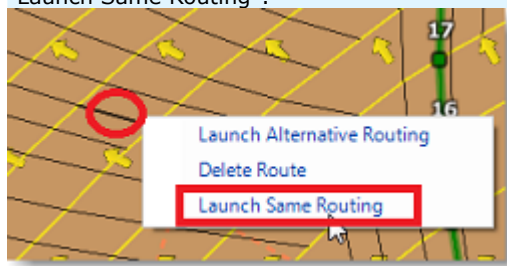 Launch Same Routing".
17
16
Launch Alternative Routing
Delete Route
Launch Same Routing